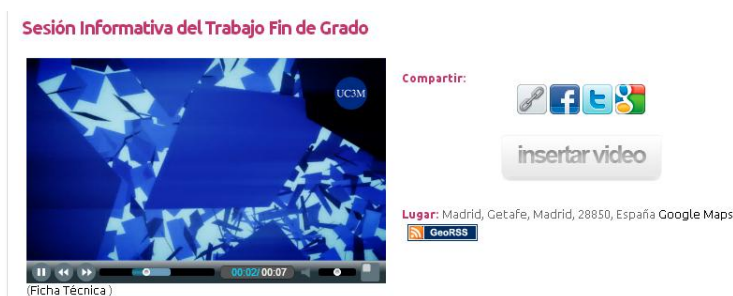 Sesión Informativa del Trabajo Fin de Grado
UC3M
00:02/00:07
(Ficha Técnica )
Compartir:
insertar video
Lugar: Madrid, Getafe, Madrid, 28850, España Google Maps
GeoRSS